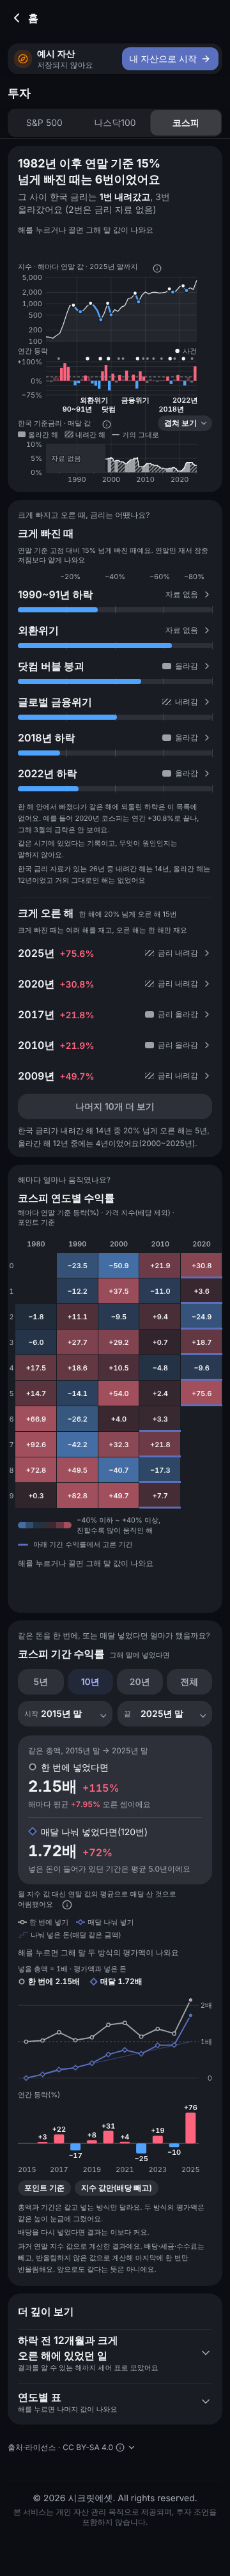 홈
예시 자산
저장되지 않아요
내 자산으로 시작
투자
S&P 500
나스닥100
코스피
1982년 이후 연말 기준 15%
넘게 빠진 때는 6번이었어요
그 사이 한국 금리는 1번 내려갔고, 3번
올라갔어요 (2번은 금리 자료 없음)
해를 누르거나 끌면 그해 말 값이 나와요
지수 · 해마다 연말 값 · 2025년 말까지
5,000
2,000
1,000
500
200
100
연간 등락
사건
+100%
0%
−75%
외환위기
금융위기
2022년
90~91년
닷컴
2018년
한국 기준금리 · 매달 값
겹쳐 보기
올라간 해
내려간 해
거의 그대로
10%
5%
0%
자료 없음
1990
2000
2010
2020
크게 빠지고 오른 때, 금리는 어땠나요?
크게 빠진 때
연말 기준 고점 대비 15% 넘게 빠진 때예요. 연말만 재서 장중
저점보다 얕게 나와요
−20%
−40%
−60%
−80%
1990~91년 하락
자료 없음
외환위기
자료 없음
닷컴 버블 붕괴
올라감
글로벌 금융위기
내려감
2018년 하락
올라감
2022년 하락
올라감
한 해 안에서 빠졌다가 같은 해에 되돌린 하락은 이 목록에
없어요. 예를 들어 2020년 코스피는 연간 +30.8%로 끝나,
그해 3월의 급락은 안 보여요.
같은 시기에 있었다는 기록이고, 무엇이 원인인지는
말하지 않아요.
한국 금리 자료가 있는 26년 중 내려간 해는 14년, 올라간 해는
12년이었고 거의 그대로인 해는 없었어요
크게 오른 해
한 해에 20% 넘게 오른 해 15번
크게 빠진 때는 여러 해를 재고, 오른 해는 한 해만 재요
2025년
+75.6%
금리 내려감
2020년
+30.8%
금리 내려감
2017년
+21.8%
금리 올라감
2010년
+21.9%
금리 올라감
2009년
+49.7%
금리 내려감
나머지 10개 더 보기
한국 금리가 내려간 해 14년 중 20% 넘게 오른 해는 5년,
올라간 해 12년 중에는 4년이었어요(2000~2025년).
해마다 얼마나 움직였나요?
코스피 연도별 수익률
해마다 연말 기준 등락(%) · 가격 지수(배당 제외) ·
포인트 기준
1980
1990
2000
2010
2020
0
−23.5
−50.9
+21.9
+30.8
1
−12.2
+37.5
−11.0
+3.6
2
−1.8
+11.1
−9.5
+9.4
−24.9
3
−6.0
+27.7
+29.2
+0.7
+18.7
4
+17.5
+18.6
+10.5
−4.8
−9.6
5
+14.7
−14.1
+54.0
+2.4
+75.6
6
+66.9
−26.2
+4.0
+3.3
7
+92.6
−42.2
+32.3
+21.8
8
+72.8
+49.5
−40.7
−17.3
9
+0.3
+82.8
+49.7
+7.7
−40% 이하 ~ +40% 이상,
진할수록 많이 움직인 해
아래 기간 수익률에서 고른 기간
해를 누르거나 끌면 그해 말 값이 나와요
같은 돈을 한 번에, 또는 매달 넣었다면 얼마가 됐을까요?
코스피 기간 수익률
그해 말에 넣었다면
5년
10년
20년
전체
시작
2015년 말
끝
2025년 말
같은 총액, 2015년 말 → 2025년 말
한 번에 넣었다면
2.15배
+115%
해마다 평균 +7.95% 오른 셈이에요
매달 나눠 넣었다면(120번)
1.72배
+72%
넣은 돈이 들어가 있던 기간은 평균 5.0년이에요
월 지수 값 대신 연말 값의 평균으로 매달 산 것으로
어림했어요
한 번에 넣기
매달 나눠 넣기
나눠 넣은 돈(매달 같은 금액)
해를 누르면 그해 말 두 방식의 평가액이 나와요
넣을 총액 = 1배 · 평가액과 넣은 돈
한 번에 2.15배
매달 1.72배
2배
1배
0
연간 등락(%)
+3
+22
−17
+8
+31
+4
−25
+19
−10
+76
2015
2017
2019
2021
2023
2025
포인트 기준
지수 값만(배당 빼고)
총액과 기간은 같고 넣는 방식만 달라요. 두 방식의 평가액은
같은 높이 눈금에 그렸어요.
배당을 다시 넣었다면 결과는 이보다 커요.
과거 연말 지수 값으로 계산한 결과예요. 배당·세금·수수료는
빼고, 반올림하지 않은 값으로 계산해 마지막에 한 번만
반올림해요. 앞으로도 같다는 뜻은 아니에요.
더 깊이 보기
하락 전 12개월과 크게
오른 해에 있었던 일
결과를 알 수 있는 해까지 세어 표로 모았어요
연도별 표
해를 누르면 나머지 값이 나와요
출처·라이선스 · CC BY-SA 4.0
© 2026 시크릿에셋. All rights reserved.
본 서비스는 개인 자산 관리 목적으로 제공되며, 투자 조언을
포함하지 않습니다.